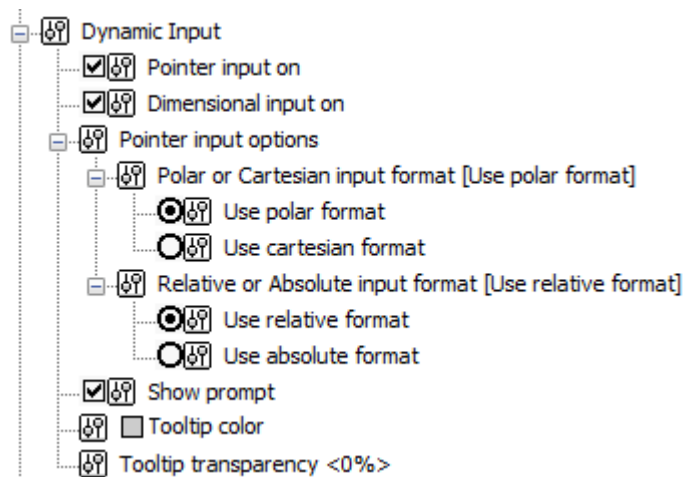 Dynamic Input
Pointer input on
Dimensional input on
Pointer input options
Polar or Cartesian input format [Use polar format]
Use polar format
Use cartesian format
Relative or Absolute input format [Use relative format]
Use relative format
Use absolute format
Show prompt
Tooltip color
Tooltip transparency <0%>